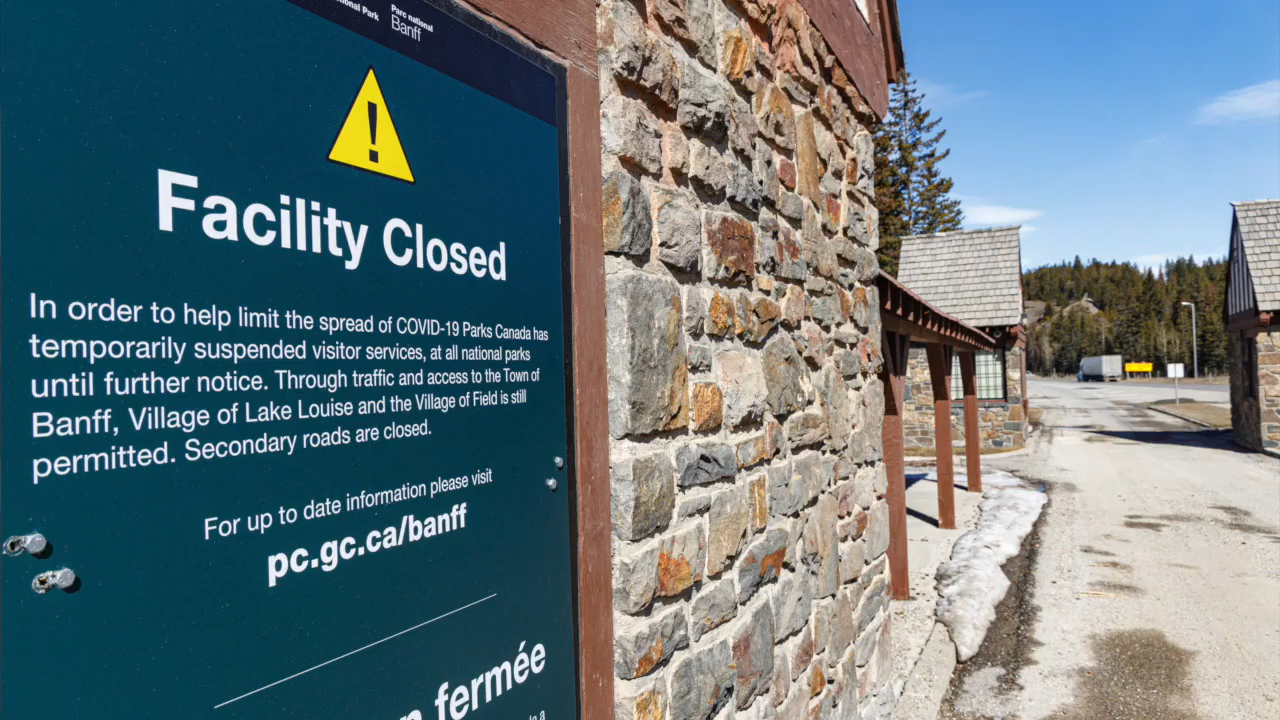 Park
Parc national
Banff
Facility Closed
In order to help limit the spread of COVID-19 Parks Canada has
temporarily suspended visitor services, at all national parks
until further notice. Through traffic and access to the Town of
Banff, Village of Lake Louise and the Village of Field is still
permitted. Secondary roads are closed.
For up to date information please visit
pc.gc.ca/banff
fermée